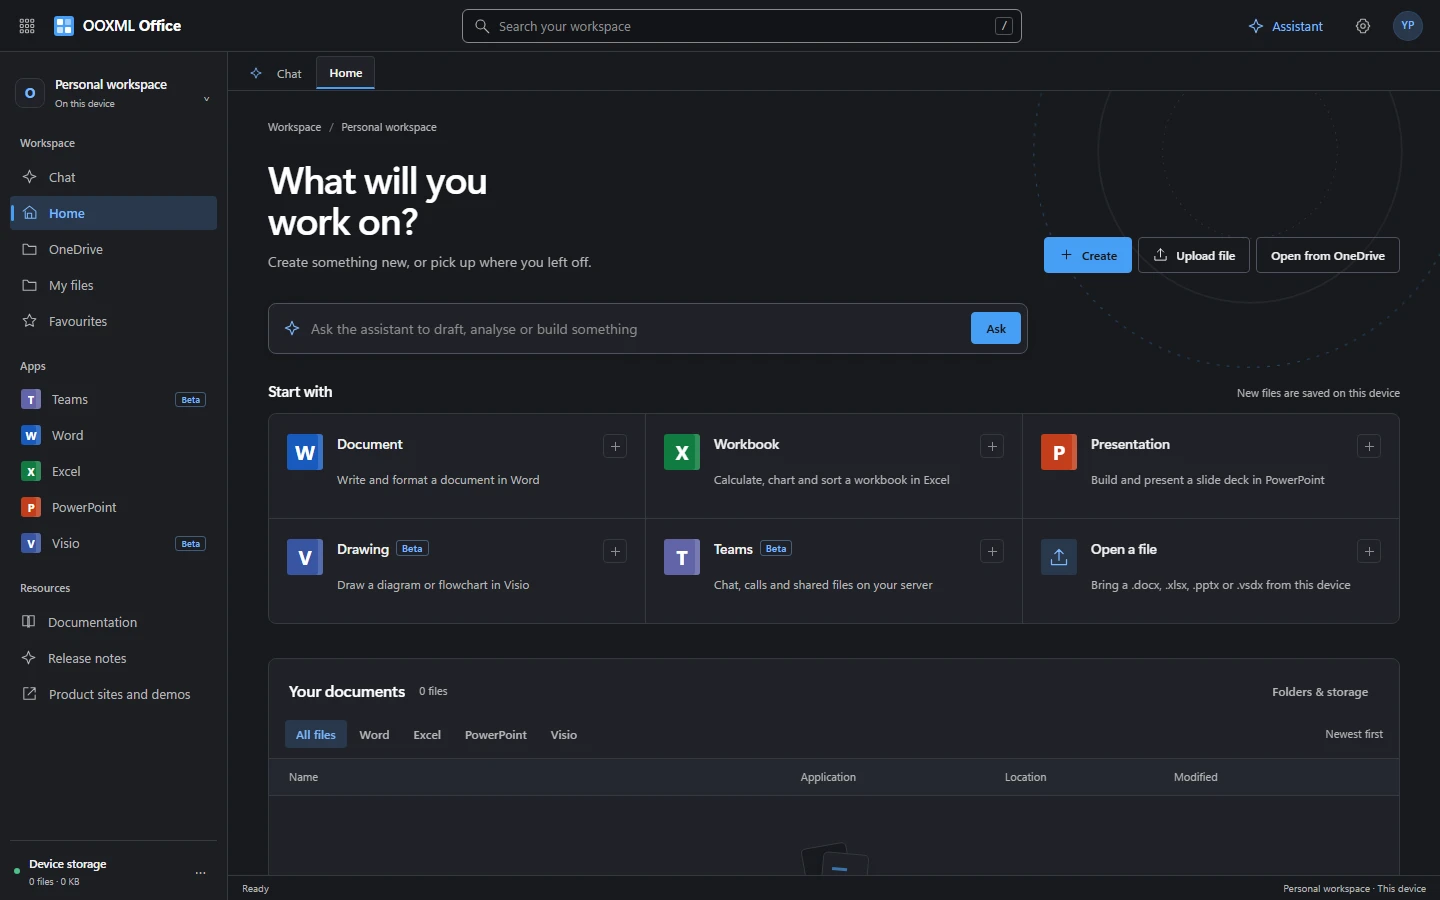 OOXML Office
Search your workspace
/
Assistant
YP
O
Personal workspace
On this device
Chat
Home
Workspace
Chat
Home
OneDrive
My files
Favourites
Apps
T Teams Beta
W Word
X Excel
P PowerPoint
V Visio Beta
Resources
Documentation
Release notes
Product sites and demos
Device storage
0 files · 0 KB
...
Workspace / Personal workspace
What will you
work on?
Create something new, or pick up where you left off.
+ Create
Upload file
Open from OneDrive
Ask the assistant to draft, analyse or build something
Ask
Start with
New files are saved on this device
W Document +
Write and format a document in Word
X Workbook +
Calculate, chart and sort a workbook in Excel
P Presentation +
Build and present a slide deck in PowerPoint
V Drawing Beta +
Draw a diagram or flowchart in Visio
T Teams Beta +
Chat, calls and shared files on your server
Open a file +
Bring a .docx, .xlsx, .pptx or .vsdx from this device
Your documents 0 files
Folders & storage
All files Word Excel PowerPoint Visio
Newest first
Name Application Location Modified
Ready
Personal workspace · This device